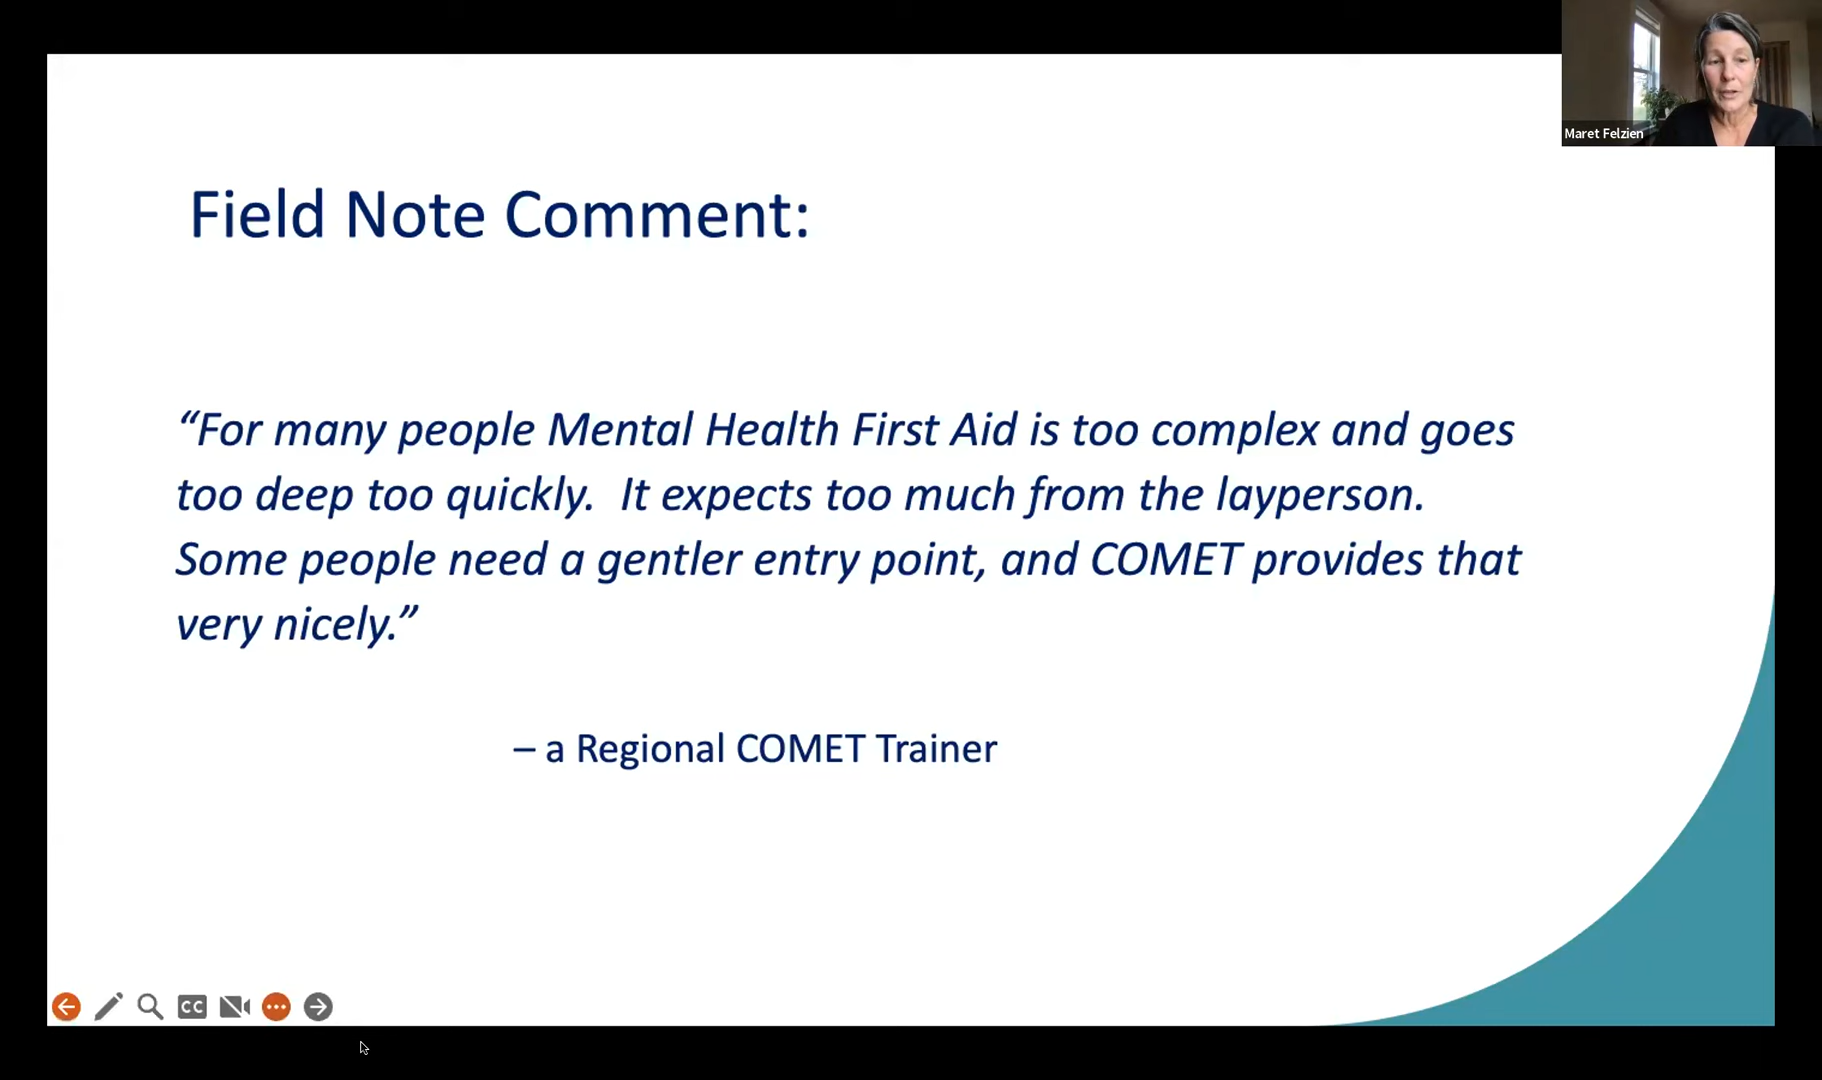 Maret Felzien
Field Note Comment:
“For many people Mental Health First Aid is too complex and goes
too deep too quickly.  It expects too much from the layperson.
Some people need a gentler entry point, and COMET provides that
very nicely.”
– a Regional COMET Trainer
CC